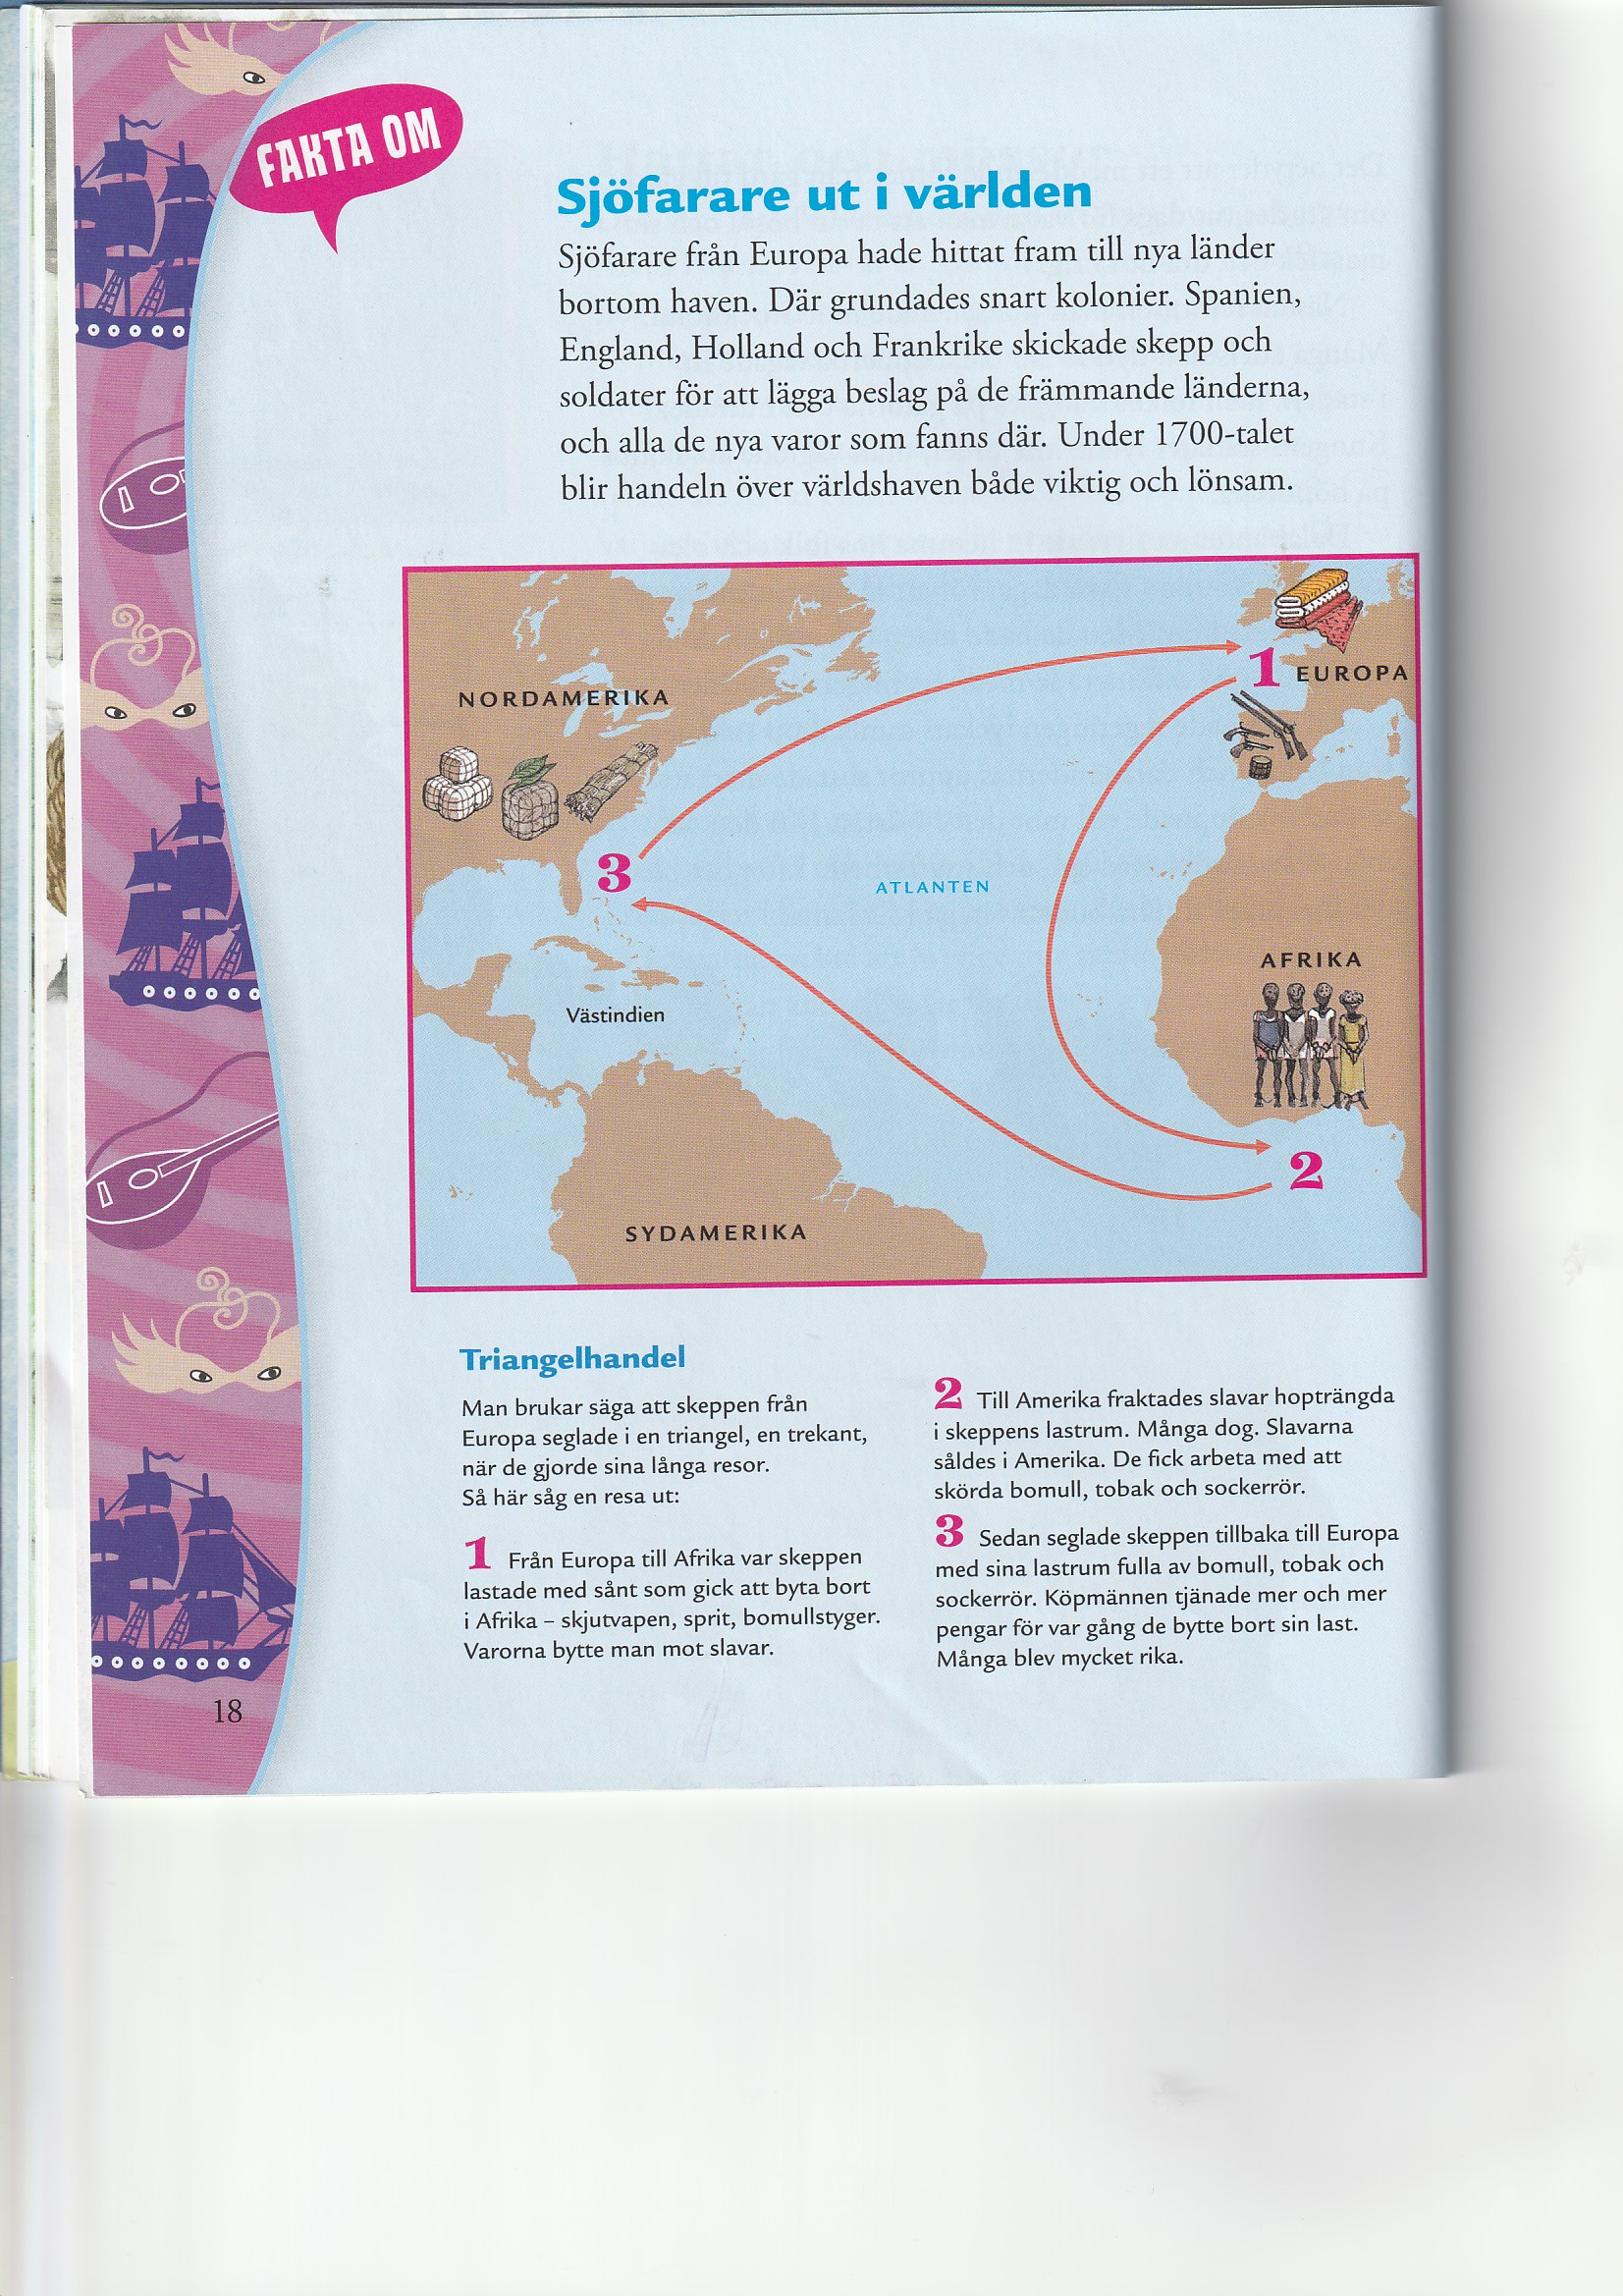 FAKTA OM
Sjöfarare ut i världen
Sjöfarare från Europa hade hittat fram till nya länder
bortom haven. Där grundades snart kolonier. Spanien,
England, Holland och Frankrike skickade skepp och
soldater för att lägga beslag på de främmande länderna,
och alla de nya varor som fanns där. Under 1700-talet
blir handeln över världshaven både viktig och lönsam.
1 EUROPA
NORDAMERIKA
3
ATLANTEN
AFRIKA
Västindien
2
SYDAMERIKA
Triangelhandel
Man brukar säga att skeppen från
Europa seglade i en triangel, en trekant,
när de gjorde sina långa resor.
Så här såg en resa ut:
1 Från Europa till Afrika var skeppen
lastade med sånt som gick att byta bort
i Afrika – skjutvapen, sprit, bomullstyger.
Varorna bytte man mot slavar.
2 Till Amerika fraktades slavar hopträngda
i skeppens lastrum. Många dog. Slavarna
såldes i Amerika. De fick arbeta med att
skörda bomull, tobak och sockerrör.
3 Sedan seglade skeppen tillbaka till Europa
med sina lastrum fulla av bomull, tobak och
sockerrör. Köpmännen tjänade mer och mer
pengar för var gång de bytte bort sin last.
Många blev mycket rika.
18